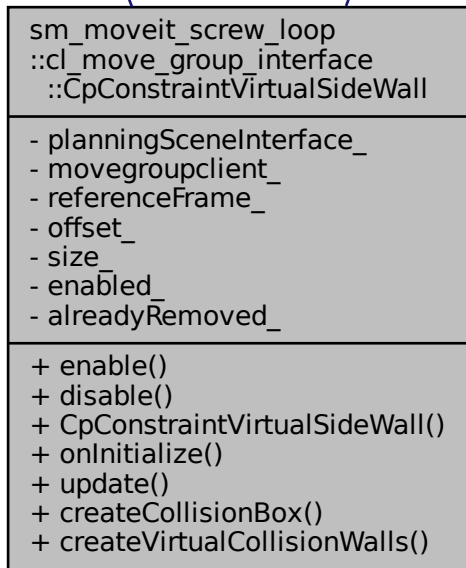 sm_moveit_screw_loop
::cl_move_group_interface
::CpConstraintVirtualSideWall
- planningSceneInterface_
- movegroupclient_
- referenceFrame_
- offset_
- size_
- enabled_
- alreadyRemoved_
+ enable()
+ disable()
+ CpConstraintVirtualSideWall()
+ onInitialize()
+ update()
+ createCollisionBox()
+ createVirtualCollisionWalls()